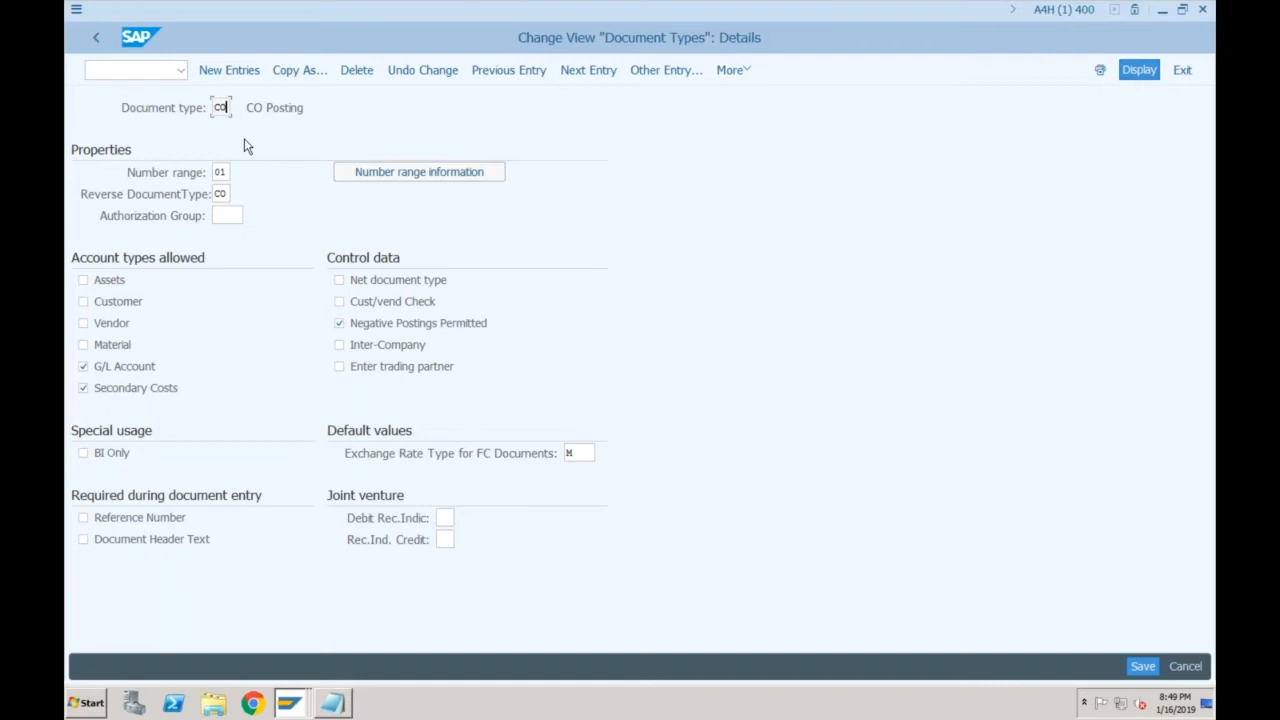 A4H (1) 400
SAP
Change View "Document Types": Details
New Entries Copy As... Delete Undo Change Previous Entry Next Entry Other Entry... More Display Exit
Document type: CO CO Posting
Properties
Number range: 01 Number range information
Reverse DocumentType: CO
Authorization Group:
Account types allowed Control data
Assets Net document type
Customer Cust/vend Check
Vendor Negative Postings Permitted
Material Inter-Company
G/L Account Enter trading partner
Secondary Costs
Special usage Default values
BI Only Exchange Rate Type for FC Documents: M
Required during document entry Joint venture
Reference Number Debit Rec.Indic:
Document Header Text Rec.Ind. Credit:
Save Cancel
Start 8:49 PM
1/16/2019